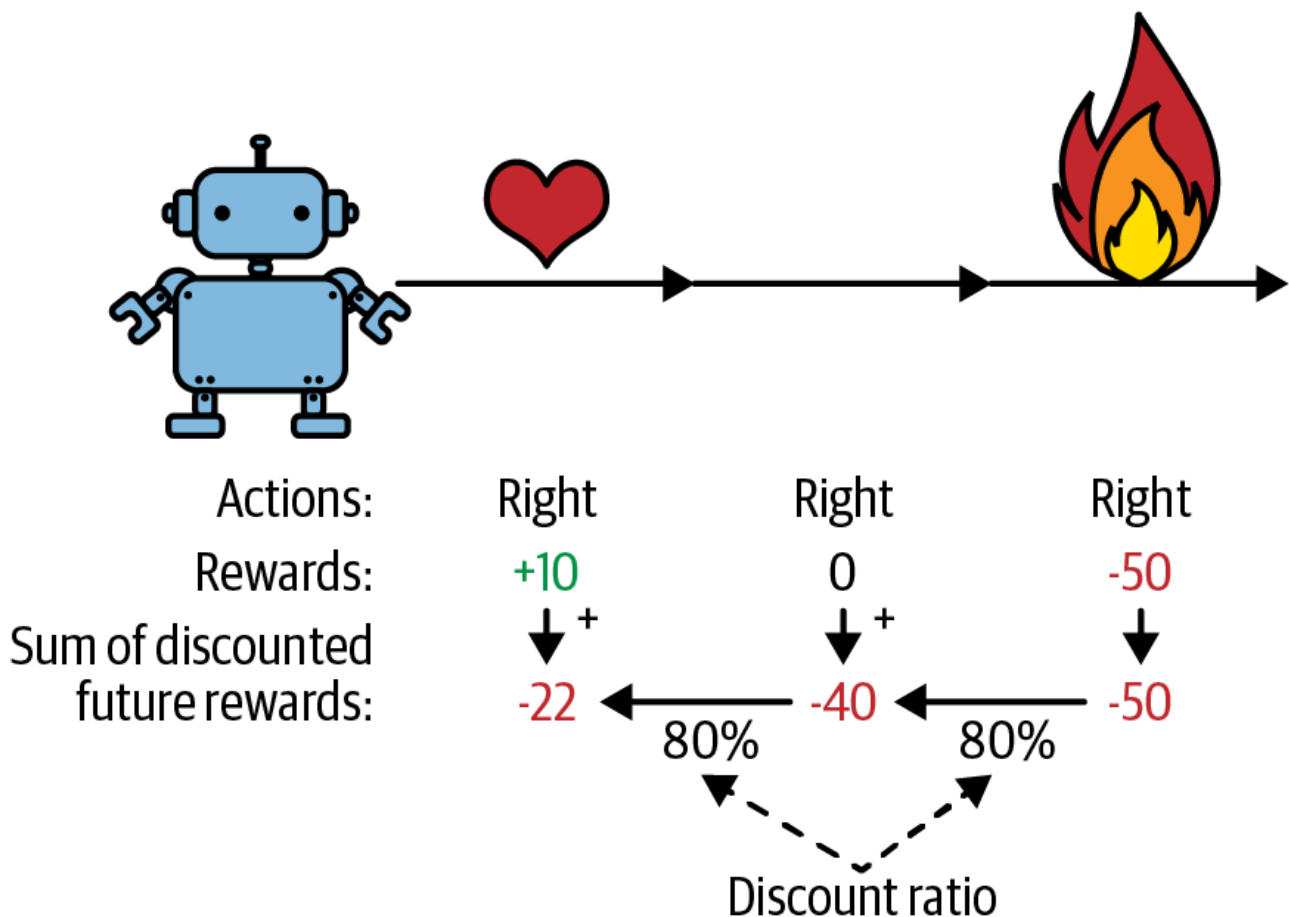 Actions: Right Right Right
Rewards: +10 0 -50
+ +
Sum of discounted
future rewards: -22 -40 -50
80% 80%
Discount ratio